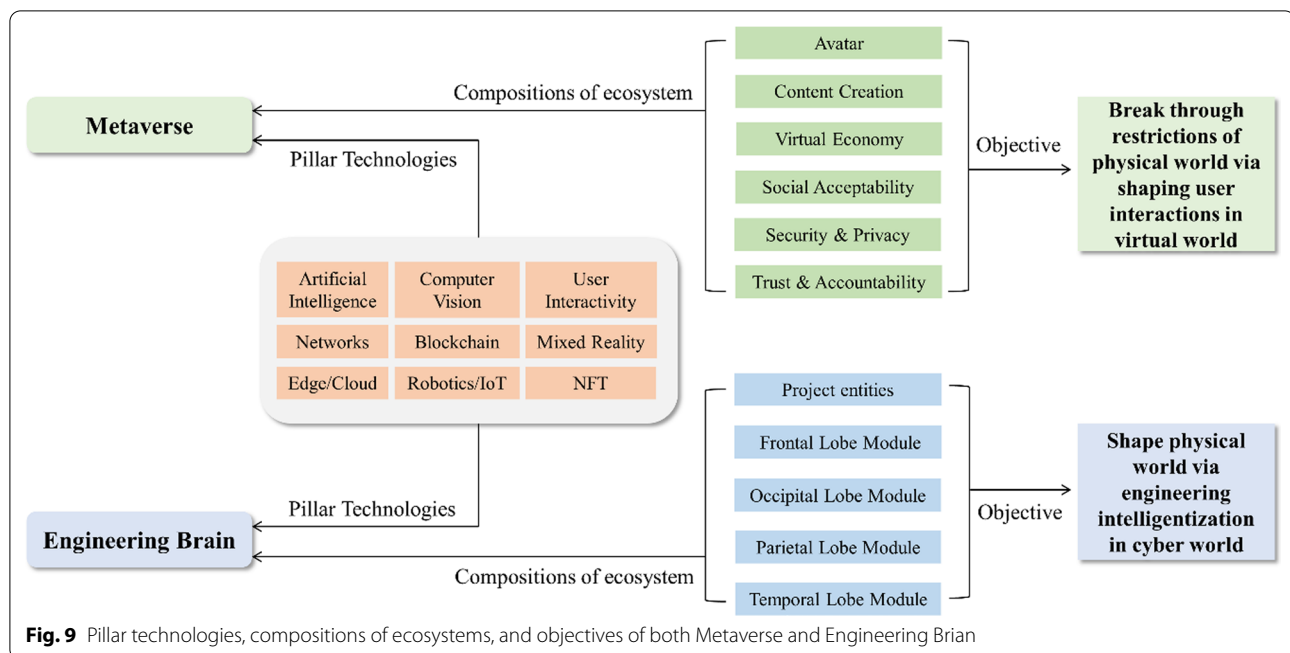 Metaverse
Compositions of ecosystem
Pillar Technologies
Avatar
Content Creation
Virtual Economy
Social Acceptability
Security & Privacy
Trust & Accountability
Objective
Break through
restrictions of
physical world via
shaping user
interactions in
virtual world
Artificial
Intelligence
Computer
Vision
User
Interactivity
Networks
Blockchain
Mixed Reality
Edge/Cloud
Robotics/IoT
NFT
Engineering Brain
Pillar Technologies
Compositions of ecosystem
Project entities
Frontal Lobe Module
Occipital Lobe Module
Parietal Lobe Module
Temporal Lobe Module
Objective
Shape physical
world via
engineering
intelligentization
in cyber world
Fig. 9 Pillar technologies, compositions of ecosystems, and objectives of both Metaverse and Engineering Brian